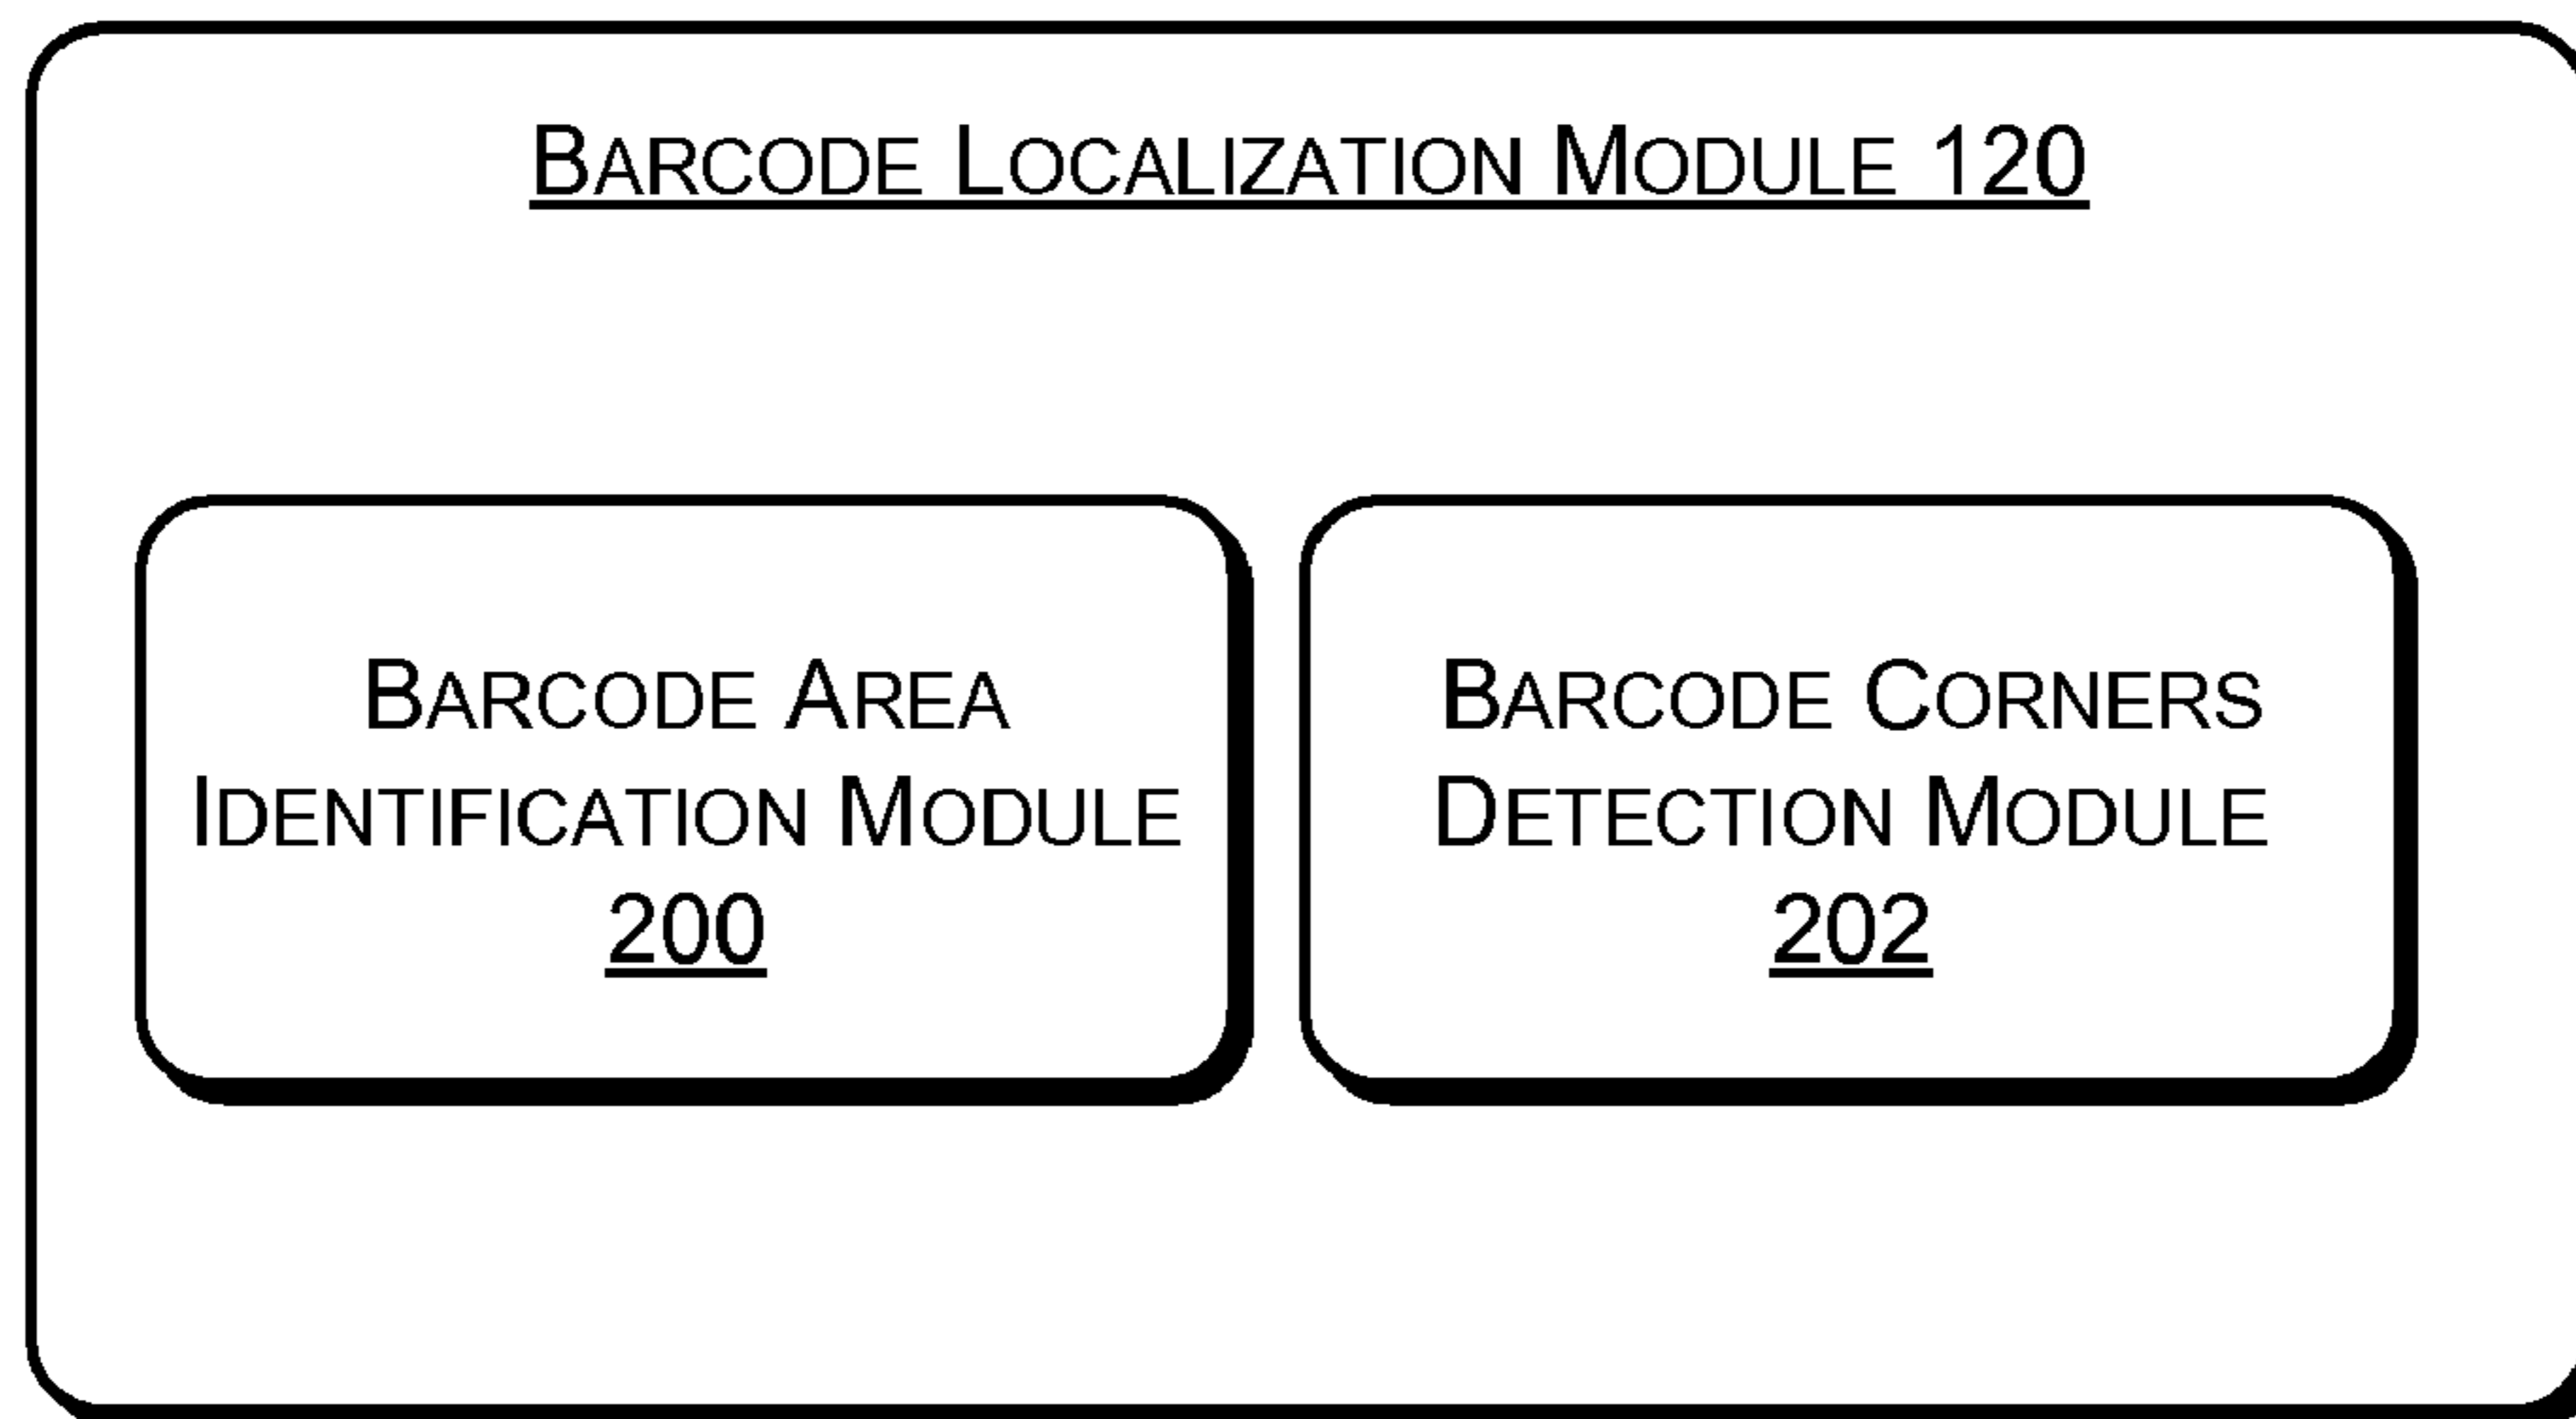 BARCODE LOCALIZATION MODULE 120
BARCODE AREA
IDENTIFICATION MODULE
200
BARCODE CORNERS
DETECTION MODULE
202